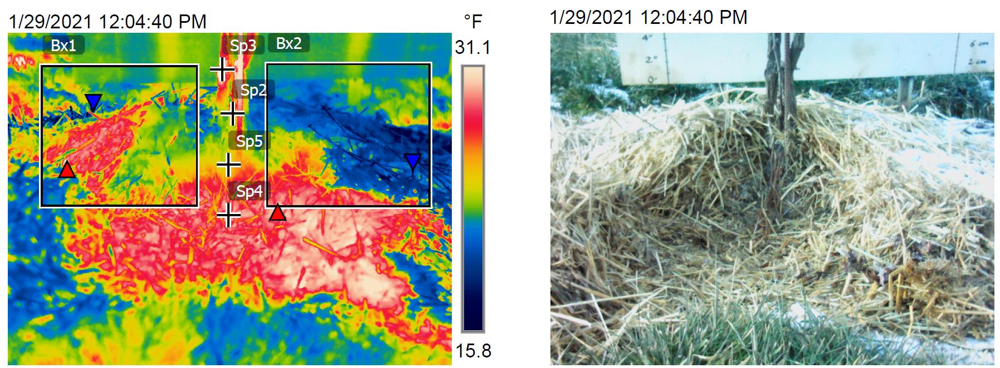 1/29/2021 12:04:40 PM
°F
31.1
15.8
Bx1
Sp3
Bx2
Sp2
Sp5
Sp4
1/29/2021 12:04:40 PM
4"
2"
0"
6 cm
2 cm